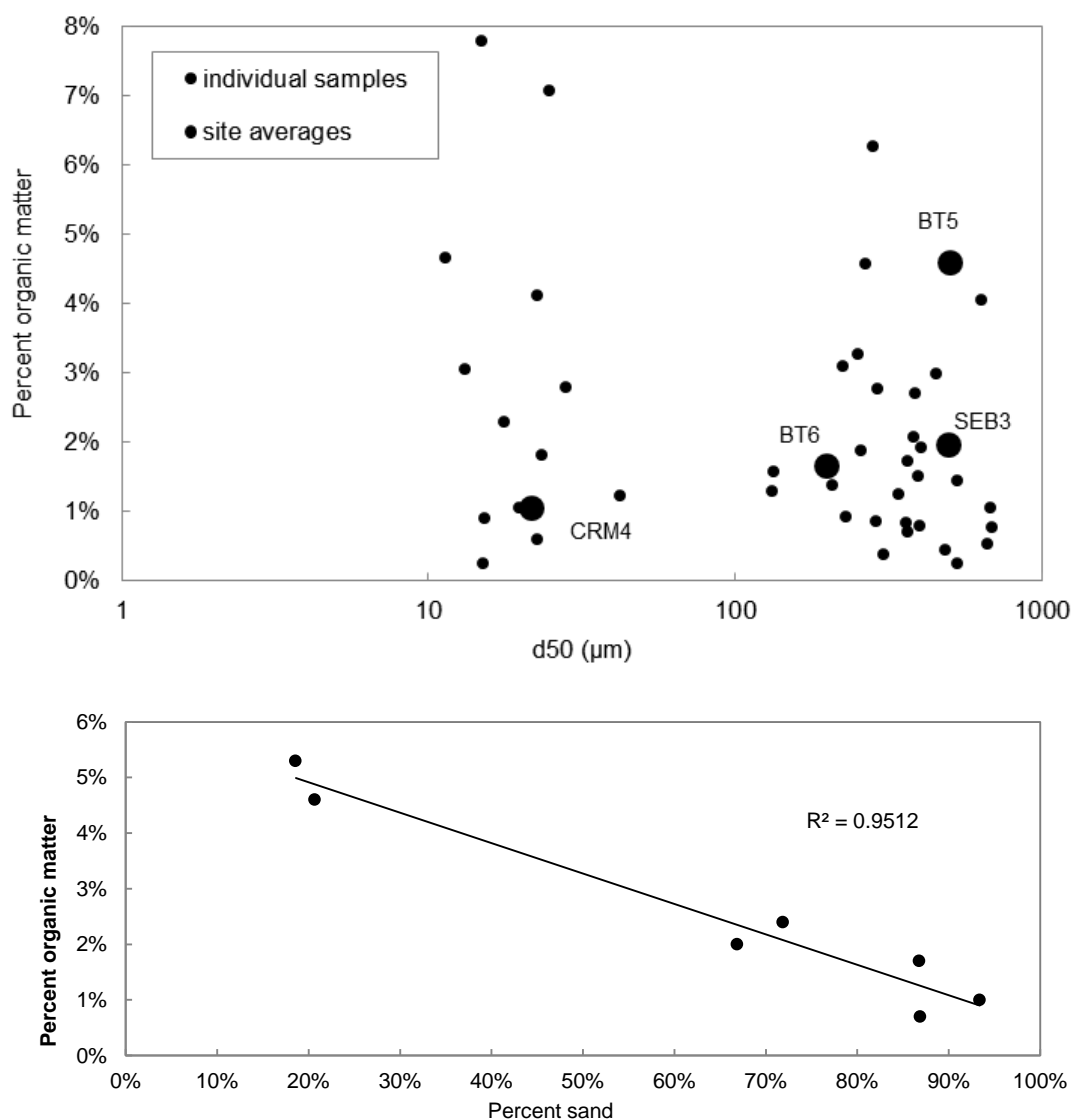 8%
individual samples
7%
site averages
6%
BT5
5%
4%
3%
SEB3
BT6
2%
1%
CRM4
0%
1
10
100
1000
d50 (µm)
Percent organic matter
6%
5%
R² = 0.9512
4%
3%
2%
1%
0%
0% 10% 20% 30% 40% 50% 60% 70% 80% 90% 100%
Percent sand
Percent organic matter